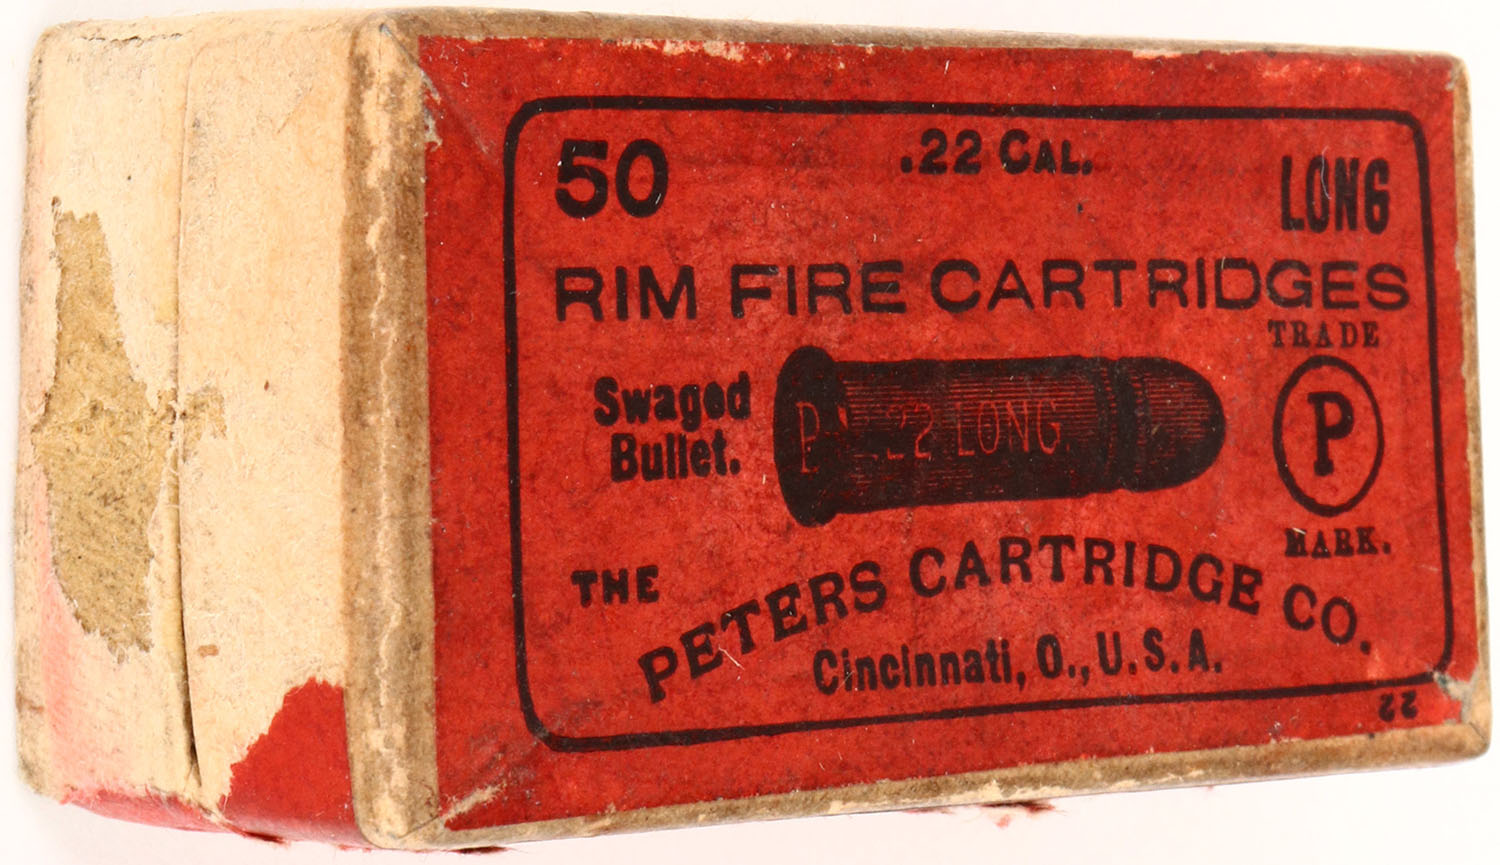 50
.22 CAL.
LONG
RIM FIRE CARTRIDGES
Swaged
Bullet.
P .22 LONG.
TRADE
P
MARK.
THE
PETERS CARTRIDGE CO.
Cincinnati, O., U.S.A.
22